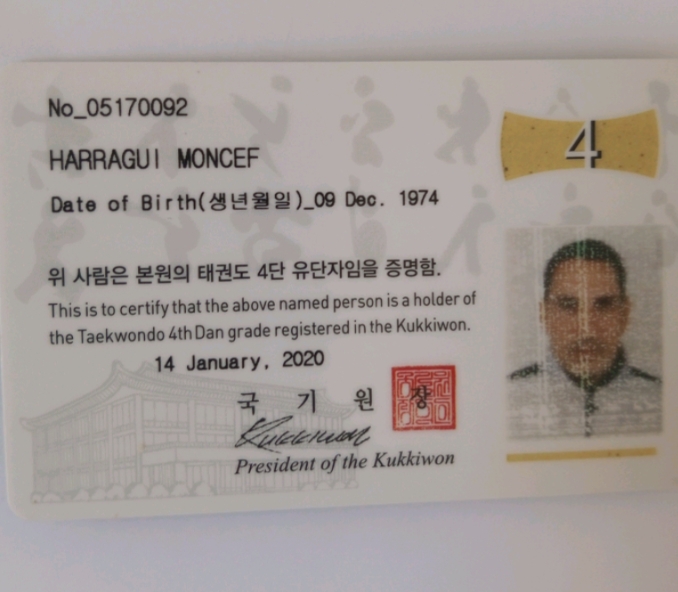 No_05170092
4
HARRAGUI MONCEF
Date of Birth(생년월일)_09 Dec. 1974
위 사람은 본원의 태권도 4단 유단자임을 증명함.
This is to certify that the above named person is a holder of
the Taekwondo 4th Dan grade registered in the Kukkiwon.
14 January, 2020
국 기 원 장
Kukkiwon
President of the Kukkiwon